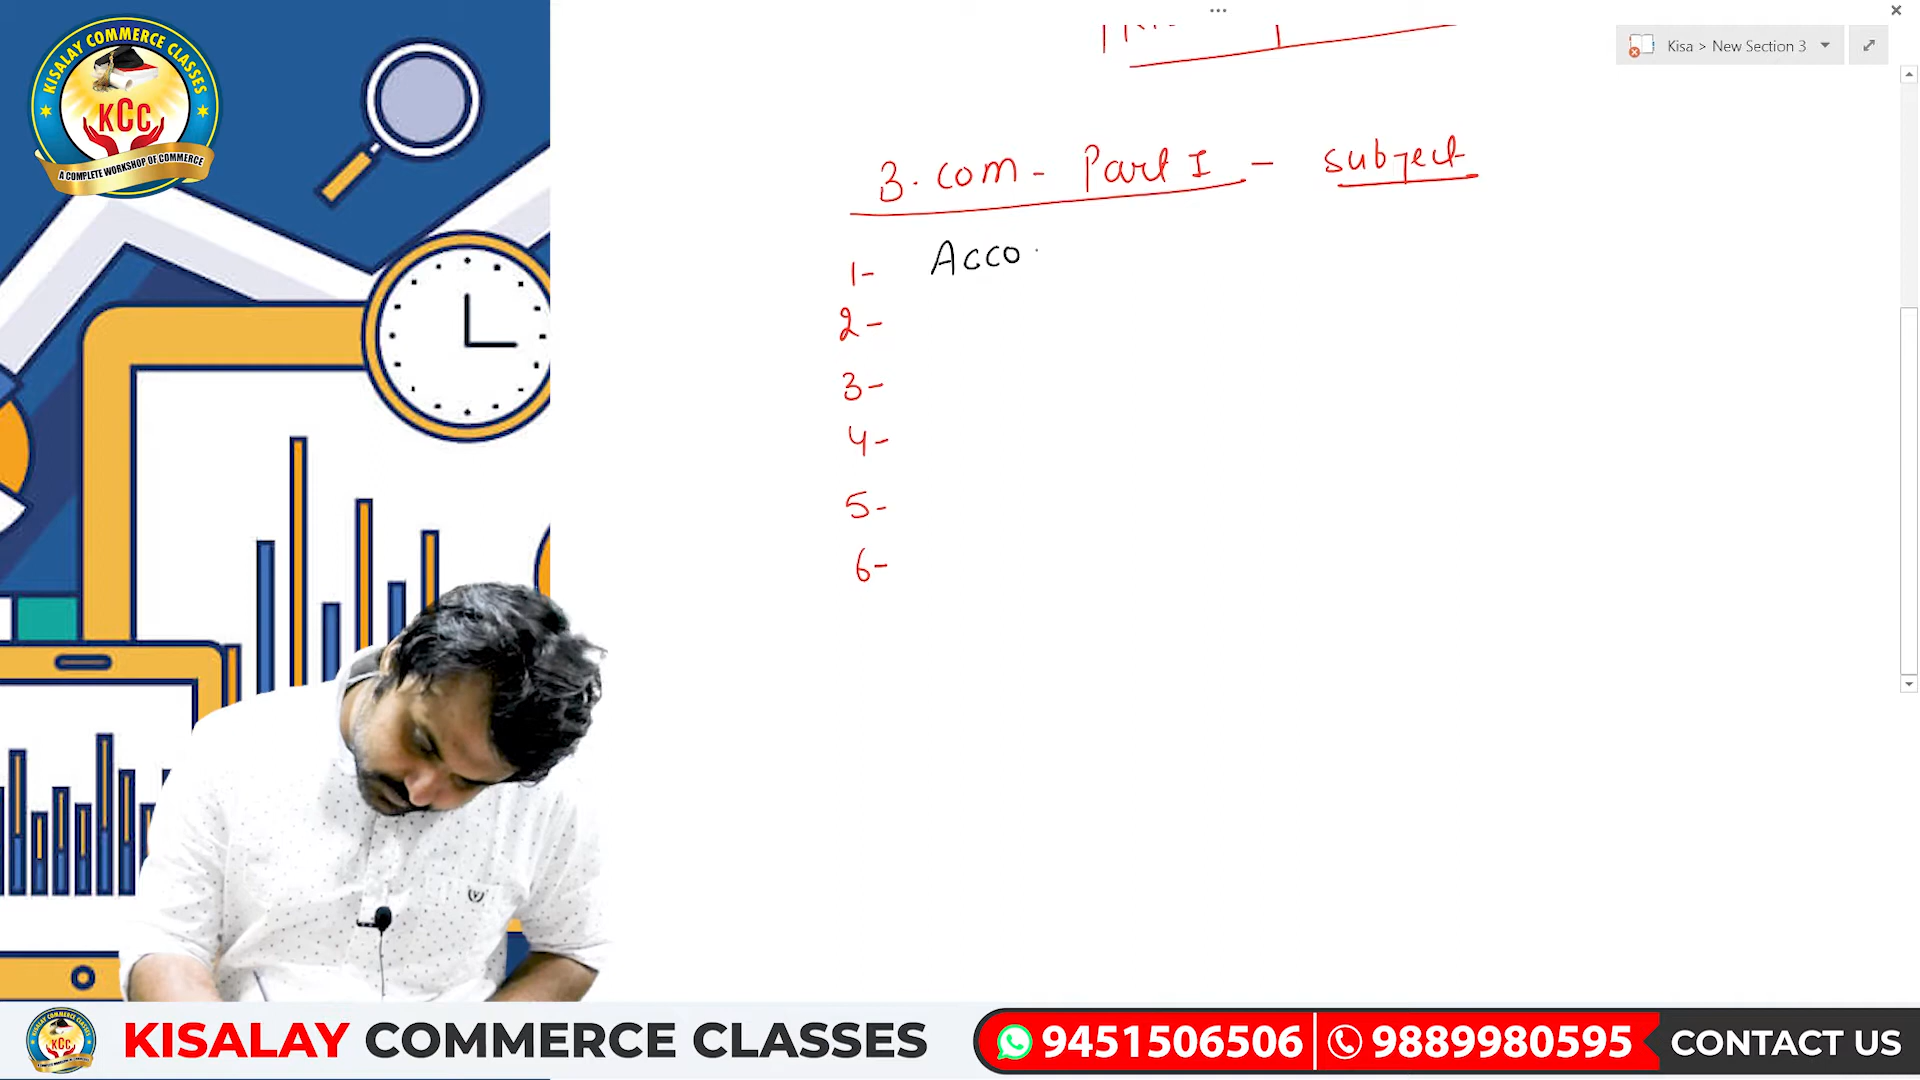 KISALAY COMMERCE CLASSES
KCC
A COMPLETE WORKSHOP OF COMMERCE
Kisa > New Section 3
B.com - Part I - subject
1- Acco
2-
3-
4-
5-
6-
KISALAY COMMERCE CLASSES
9451506506
9889980595
CONTACT US